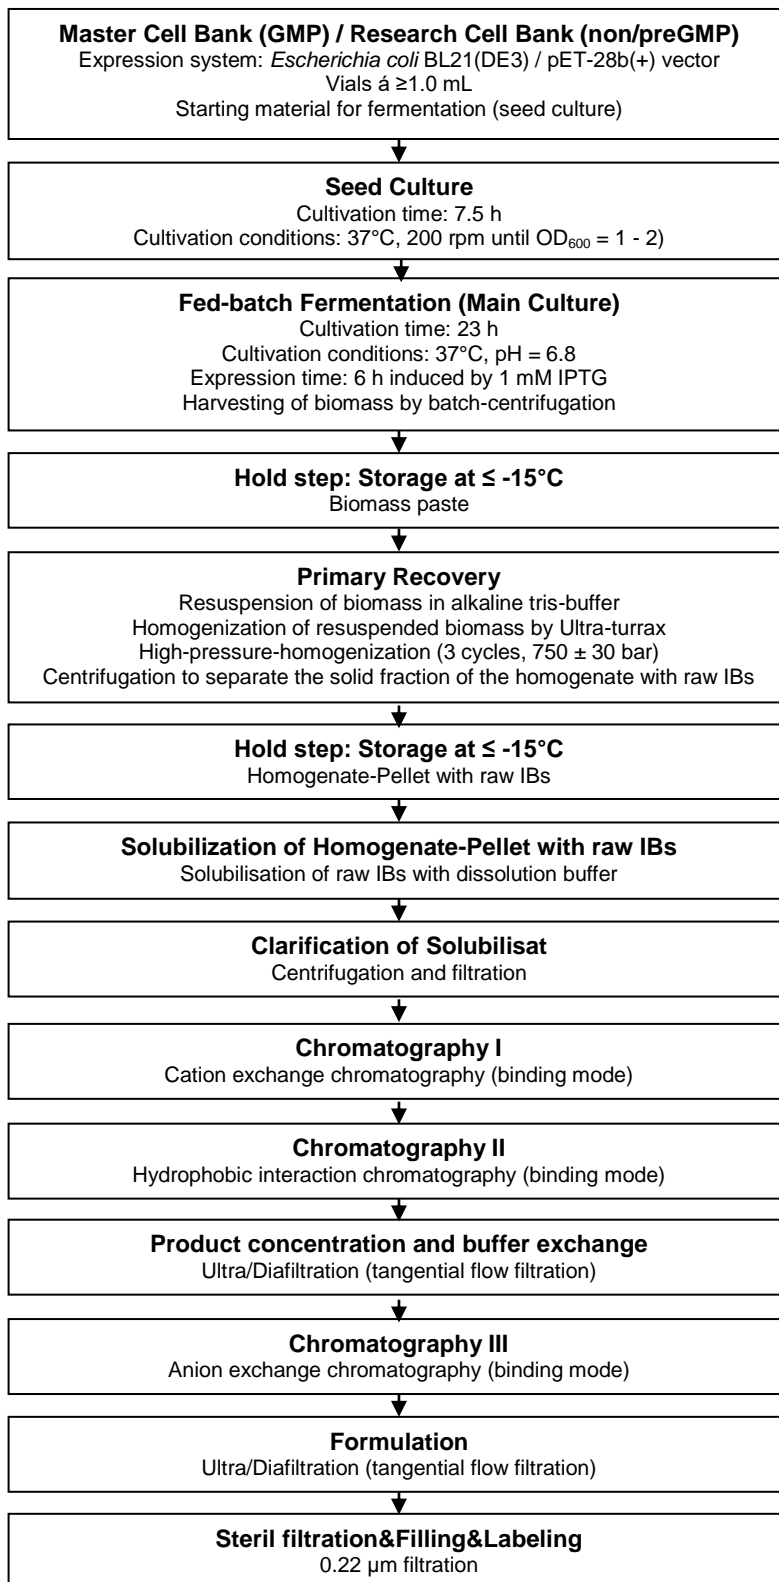 Master Cell Bank (GMP) / Research Cell Bank (non/preGMP)
Expression system: Escherichia coli BL21(DE3) / pET-28b(+) vector
Vials á ≥1.0 mL
Starting material for fermentation (seed culture)
Seed Culture
Cultivation time: 7.5 h
Cultivation conditions: 37°C, 200 rpm until OD600 = 1 - 2)
Fed-batch Fermentation (Main Culture)
Cultivation time: 23 h
Cultivation conditions: 37°C, pH = 6.8
Expression time: 6 h induced by 1 mM IPTG
Harvesting of biomass by batch-centrifugation
Hold step: Storage at ≤ -15°C
Biomass paste
Primary Recovery
Resuspension of biomass in alkaline tris-buffer
Homogenization of resuspended biomass by Ultra-turrax
High-pressure-homogenization (3 cycles, 750 ± 30 bar)
Centrifugation to separate the solid fraction of the homogenate with raw IBs
Hold step: Storage at ≤ -15°C
Homogenate-Pellet with raw IBs
Solubilization of Homogenate-Pellet with raw IBs
Solubilisation of raw IBs with dissolution buffer
Clarification of Solubilisat
Centrifugation and filtration
Chromatography I
Cation exchange chromatography (binding mode)
Chromatography II
Hydrophobic interaction chromatography (binding mode)
Product concentration and buffer exchange
Ultra/Diafiltration (tangential flow filtration)
Chromatography III
Anion exchange chromatography (binding mode)
Formulation
Ultra/Diafiltration (tangential flow filtration)
Steril filtration&Filling&Labeling
0.22 µm filtration